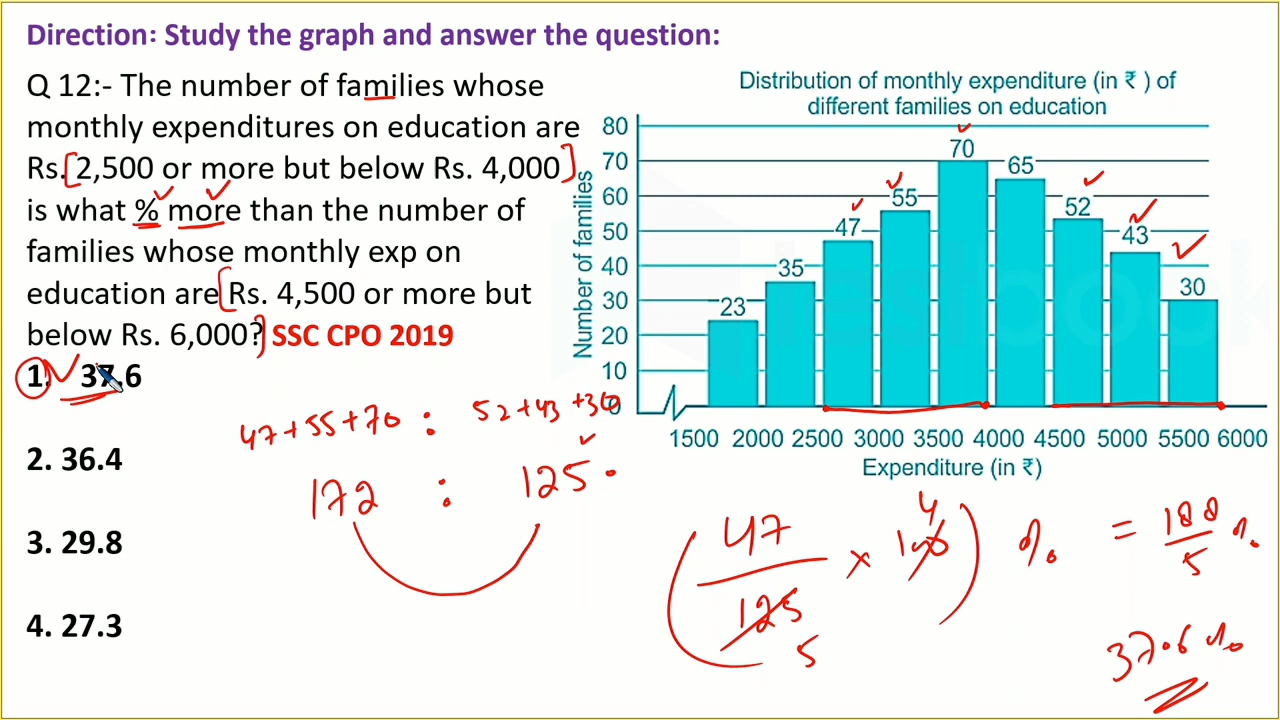 Direction: Study the graph and answer the question:
Q 12:- The number of families whose
monthly expenditures on education are
Rs.[2,500 or more but below Rs. 4,000]
is what % more than the number of
families whose monthly exp on
education are [Rs. 4,500 or more but
below Rs. 6,000?] SSC CPO 2019
1. 37.6
2. 36.4
3. 29.8
4. 27.3
Distribution of monthly expenditure (in ₹ ) of
different families on education
Number of families
80
70
60
50
40
30
20
10
0
23
35
47
55
70
65
52
43
30
1500 2000 2500 3000 3500 4000 4500 5000 5500 6000
Expenditure (in ₹)
47+55+70 : 52+43+30
172 : 125
(47/125 × 100) % = 188/5 %
4
5
37.6 %